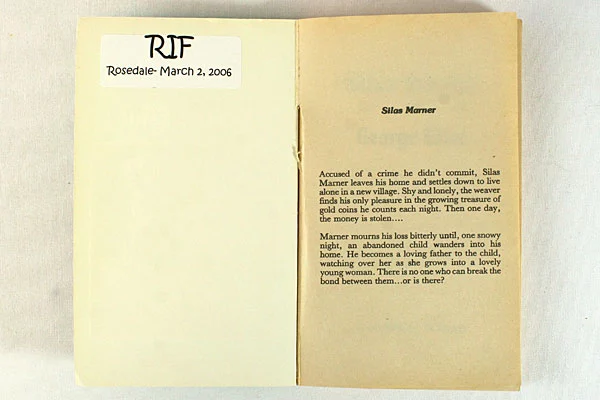 RIF
Rosedale- March 2, 2006
Silas Marner
Accused of a crime he didn't commit, Silas
Marner leaves his home and settles down to live
alone in a new village. Shy and lonely, the weaver
finds his only pleasure in the growing treasure of
gold coins he counts each night. Then one day,
the money is stolen....
Marner mourns his loss bitterly until, one snowy
night, an abandoned child wanders into his
home. He becomes a loving father to the child,
watching over her as she grows into a lovely
young woman. There is no one who can break the
bond between them...or is there?